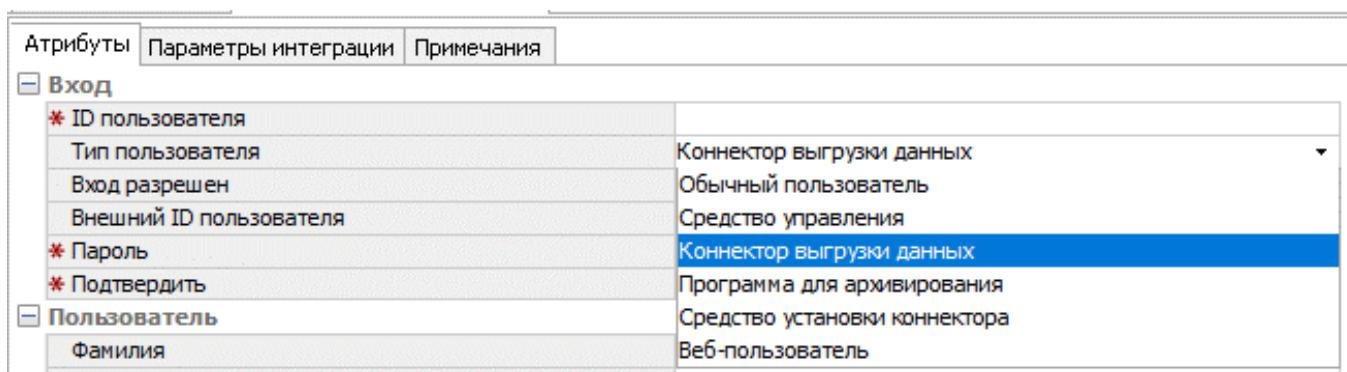 Атрибуты Параметры интеграции Примечания
Вход
* ID пользователя
Тип пользователя Коннектор выгрузки данных
Вход разрешен Обычный пользователь
Внешний ID пользователя Средство управления
* Пароль Коннектор выгрузки данных
* Подтвердить Программа для архивирования
Пользователь Средство установки коннектора
Фамилия Веб-пользователь